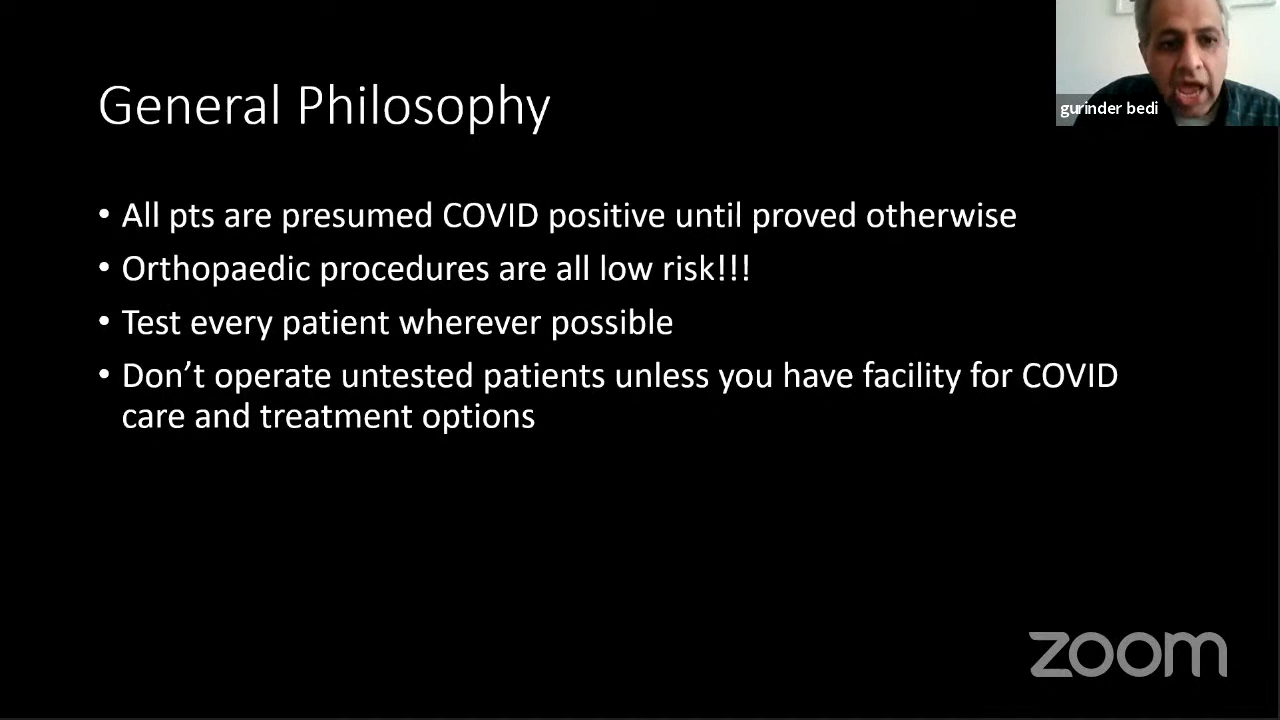 General Philosophy
gurinder bedi
• All pts are presumed COVID positive until proved otherwise
• Orthopaedic procedures are all low risk!!!
• Test every patient wherever possible
• Don’t operate untested patients unless you have facility for COVID
care and treatment options
zoom